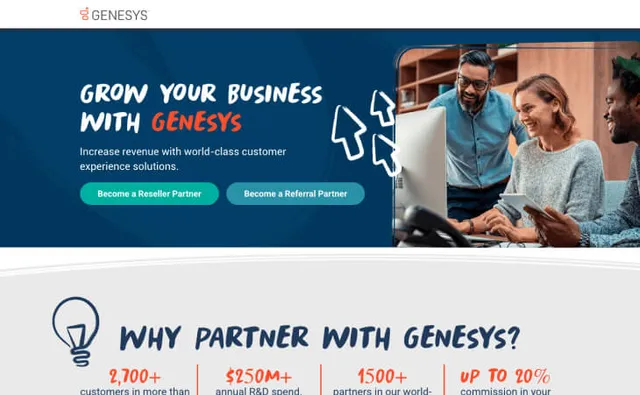 GENESYS
GROW YOUR BUSINESS
WITH GENESYS
Increase revenue with world-class customer
experience solutions.
Become a Reseller Partner
Become a Referral Partner
WHY PARTNER WITH GENESYS?
2,700+
$250M+
1500+
UP TO 20%
customers in more than
annual R&D spend,
partners in our world-
commission in your